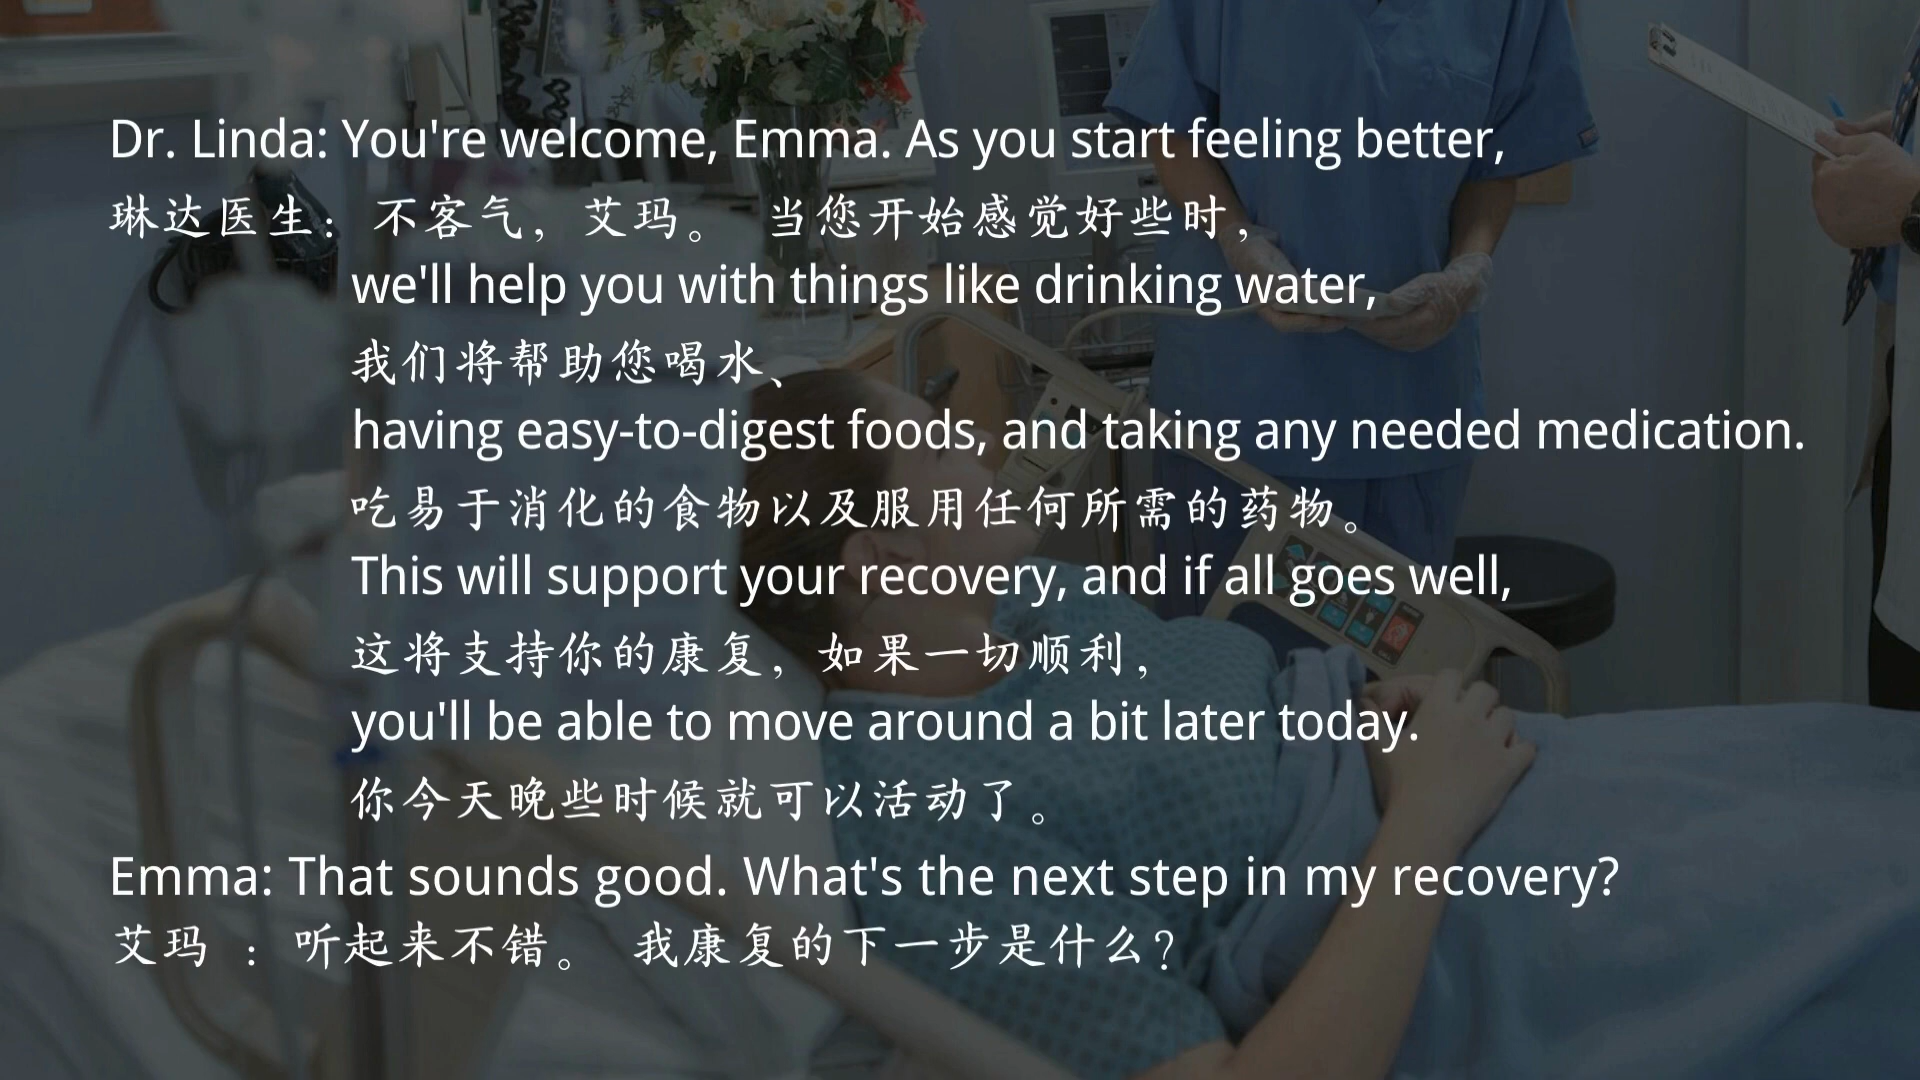 Dr. Linda: You're welcome, Emma. As you start feeling better,
琳达医生: 不客气，艾玛。 当您开始感觉好些时，
we'll help you with things like drinking water,
我们将帮助您喝水、
having easy-to-digest foods, and taking any needed medication.
吃易于消化的食物以及服用任何所需的药物。
This will support your recovery, and if all goes well,
这将支持你的康复，如果一切顺利，
you'll be able to move around a bit later today.
你今天晚些时候就可以活动了。
Emma: That sounds good. What's the next step in my recovery?
艾玛 ：听起来不错。 我康复的下一步是什么？